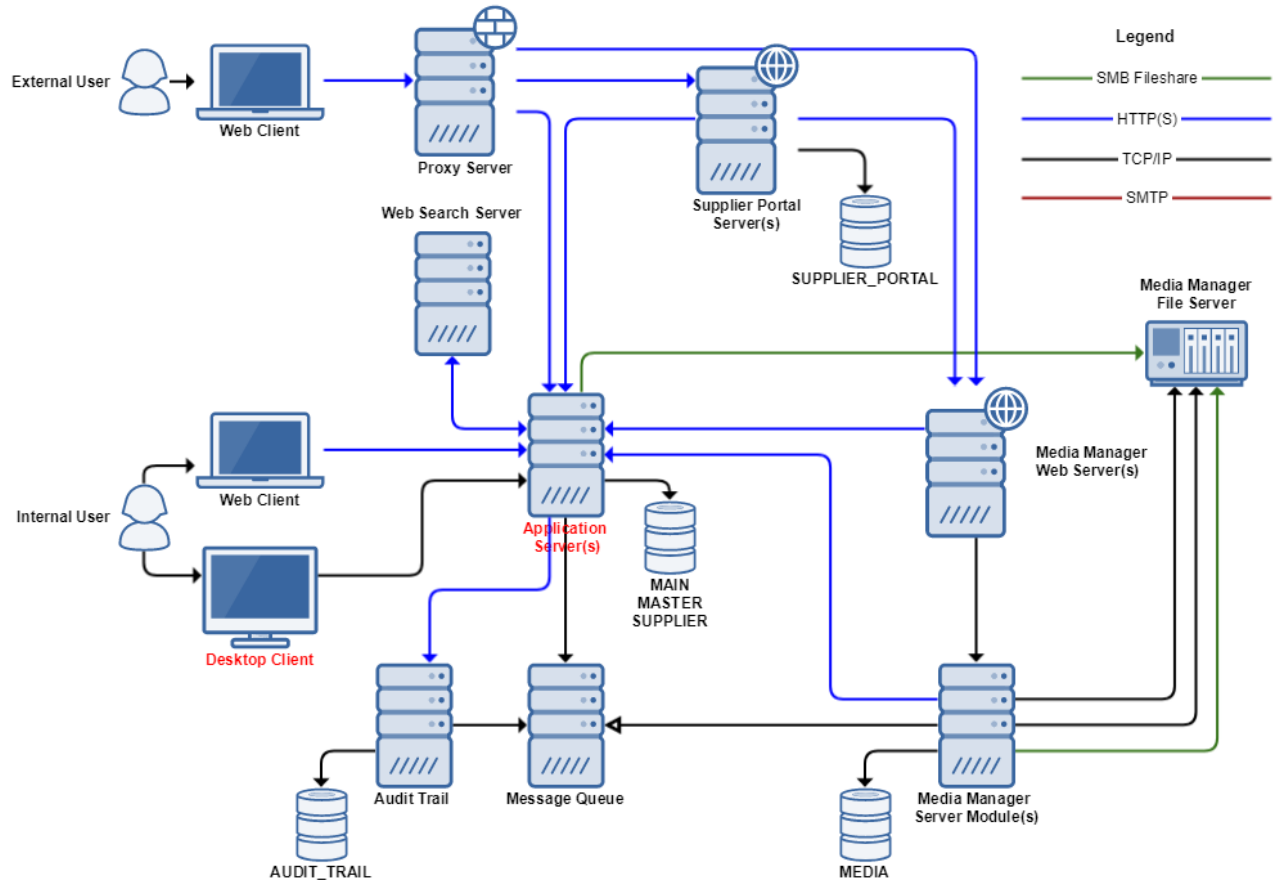 Legend
External User
SMB Fileshare
HTTP(S)
Web Client
TCP/IP
Proxy Server
SMTP
Supplier Portal
Server(s)
Web Search Server
SUPPLIER_PORTAL
Media Manager
File Server
Media Manager
Web Server(s)
Web Client
Internal User
Application
Server(s)
MAIN
MASTER
SUPPLIER
Desktop Client
Audit Trail
Message Queue
Media Manager
Server Module(s)
AUDIT_TRAIL
MEDIA